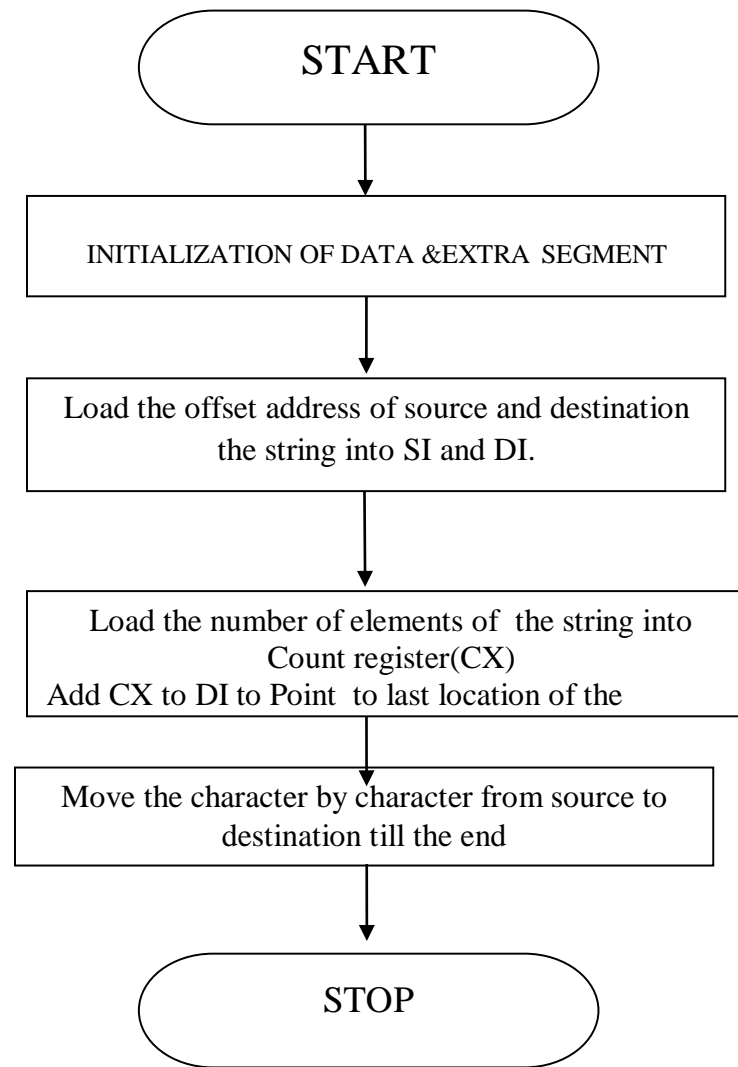 START
INITIALIZATION OF DATA &EXTRA SEGMENT
Load the offset address of source and destination
the string into SI and DI.
Load the number of elements of the string into
Count register(CX)
Add CX to DI to Point to last location of the
Move the character by character from source to
destination till the end
STOP